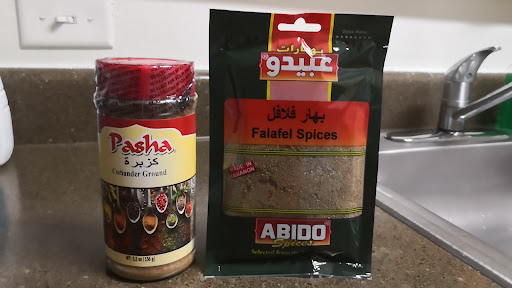 Pasha
كزبرة
Coriander Ground
بهارات
عبيدو
بهار فلافل
Falafel Spices
MADE IN
LEBANON
ABIDO
Spices